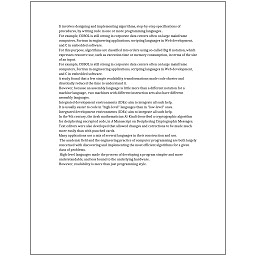 It involves designing and implementing algorithms, step-by-step specifications of
procedures, by writing code in one or more programming languages.
For example, COBOL is still strong in corporate data centers often on large mainframe
computers, Fortran in engineering applications, scripting languages in Web development,
and C in embedded software.
For this purpose, algorithms are classified into orders using so-called Big O notation, which
expresses resource use, such as execution time or memory consumption, in terms of the size
of an input.
For example, COBOL is still strong in corporate data centers often on large mainframe
computers, Fortran in engineering applications, scripting languages in Web development,
and C in embedded software.
A study found that a few simple readability transformations made code shorter and
drastically reduced the time to understand it.
However, because an assembly language is little more than a different notation for a
machine language, two machines with different instruction sets also have different
assembly languages.
Integrated development environments (IDEs) aim to integrate all such help.
It is usually easier to code in "high-level" languages than in "low-level" ones.
Integrated development environments (IDEs) aim to integrate all such help.
In the 9th century, the Arab mathematician Al-Kindi described a cryptographic algorithm
for deciphering encrypted code, in A Manuscript on Deciphering Cryptographic Messages.
Text editors were also developed that allowed changes and corrections to be made much
more easily than with punched cards.
Many applications use a mix of several languages in their construction and use.
The academic field and the engineering practice of computer programming are both largely
concerned with discovering and implementing the most efficient algorithms for a given
class of problems.
High-level languages made the process of developing a program simpler and more
understandable, and less bound to the underlying hardware.
However, readability is more than just programming style.